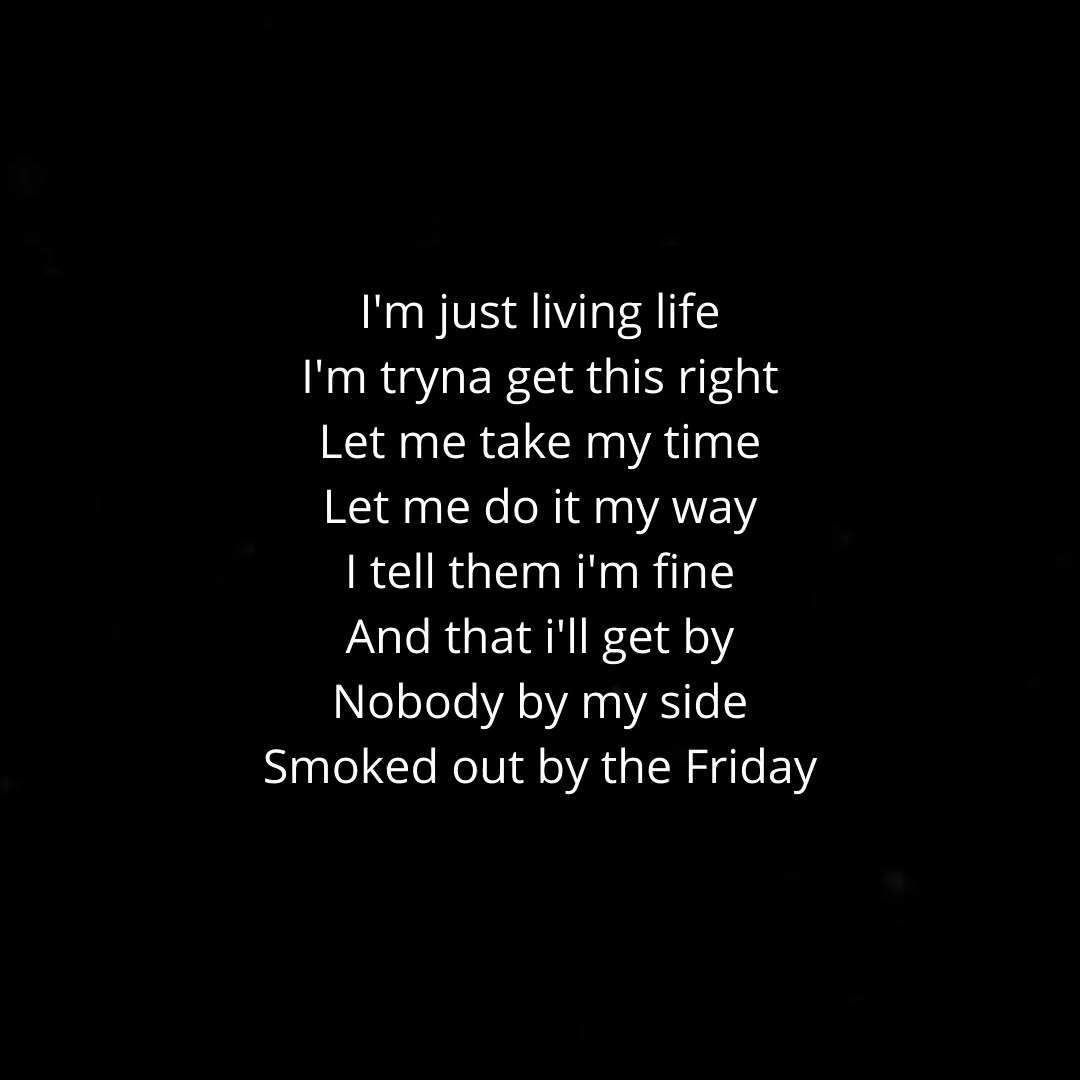 I'm just living life
I'm tryna get this right
Let me take my time
Let me do it my way
I tell them i'm fine
And that i'll get by
Nobody by my side
Smoked out by the Friday